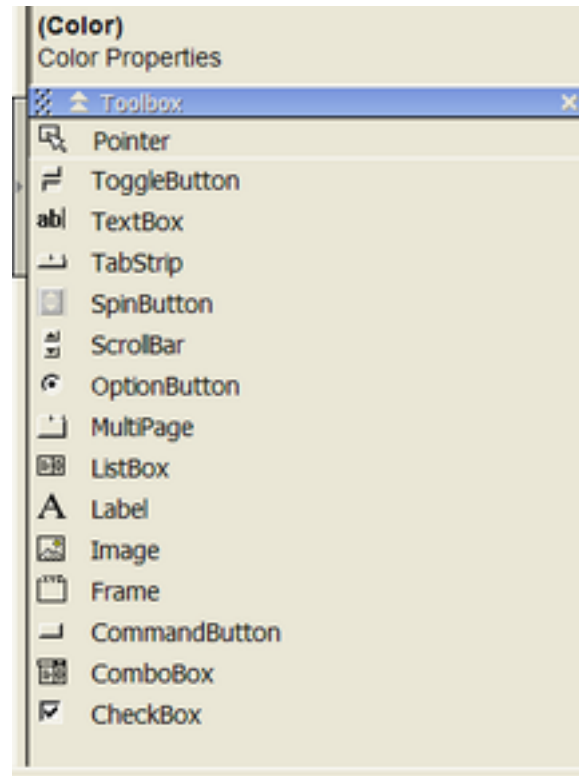 (Color)
Color Properties
Toolbox
Pointer
ToggleButton
abl TextBox
TabStrip
SpinButton
ScrollBar
OptionButton
MultiPage
ListBox
A Label
Image
Frame
CommandButton
ComboBox
CheckBox